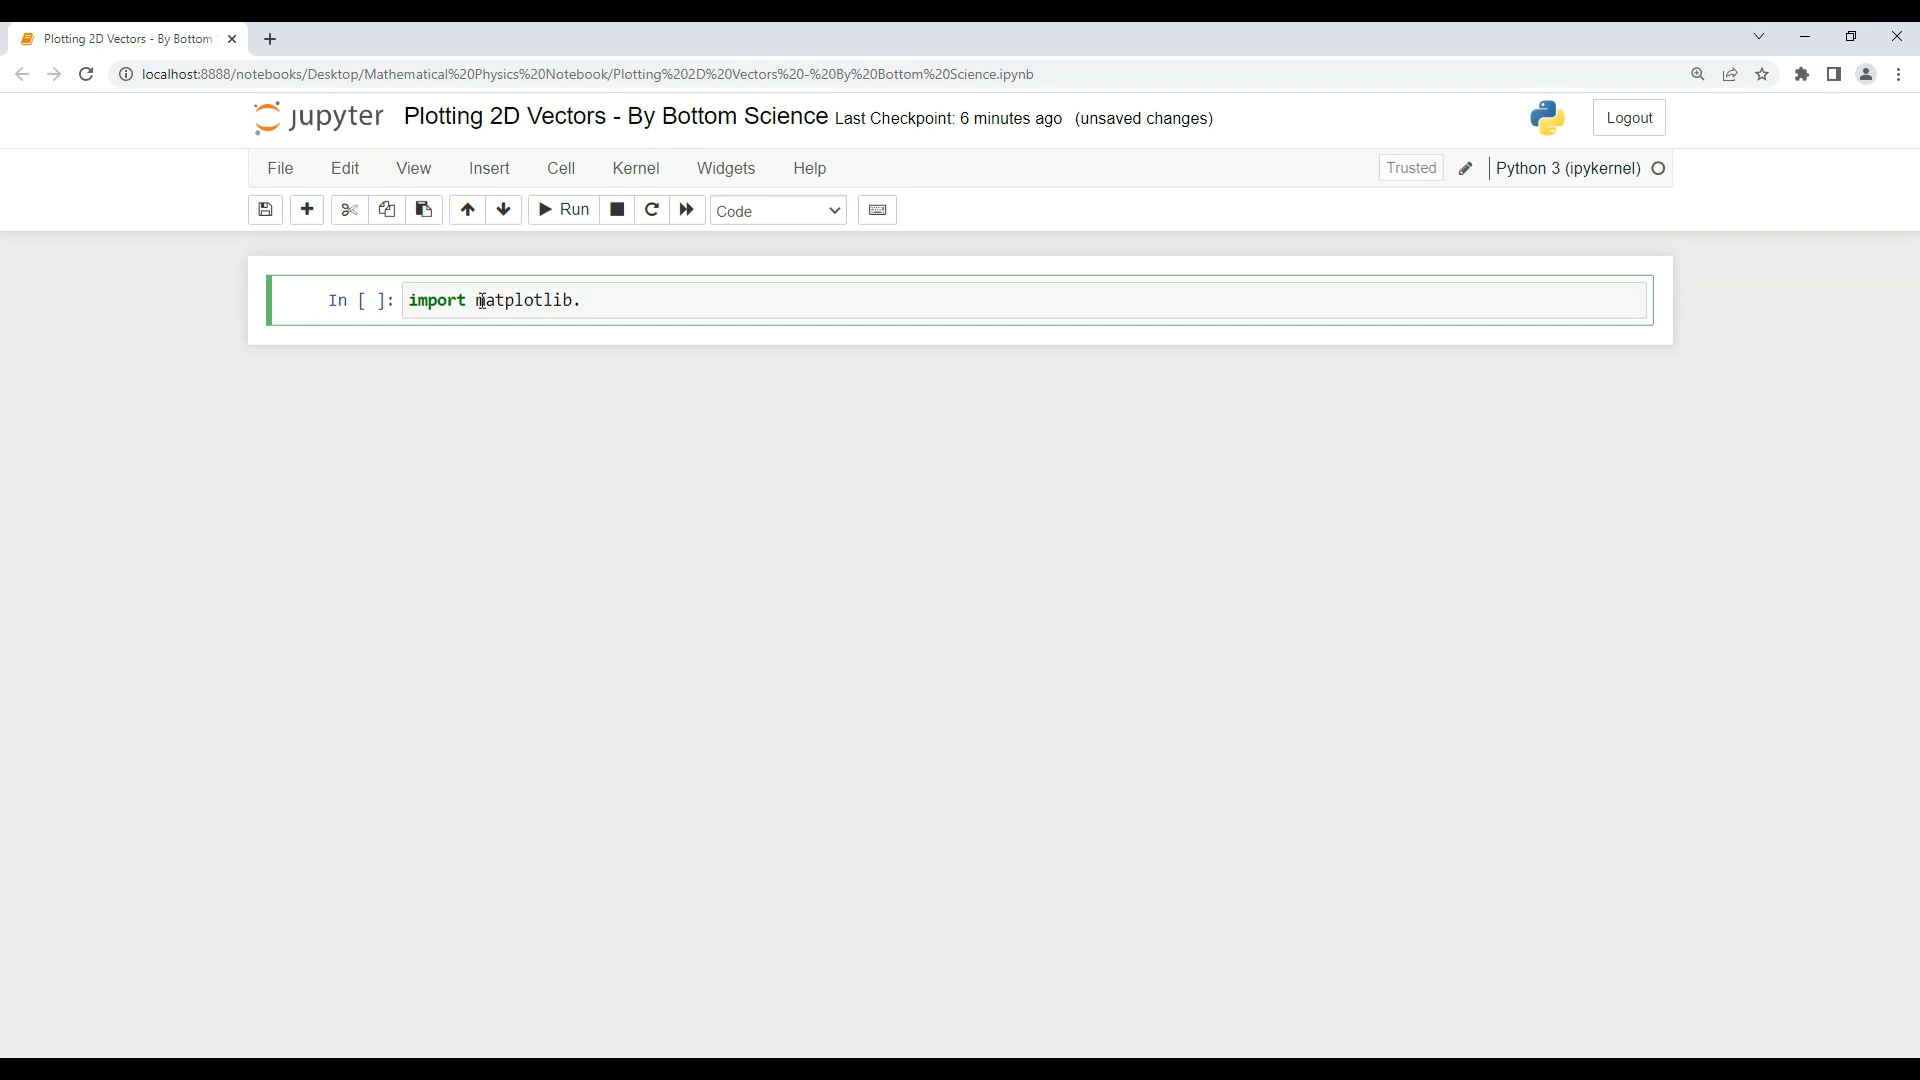 Plotting 2D Vectors - By Bottom
localhost:8888/notebooks/Desktop/Mathematical%20Physics%20Notebook/Plotting%202D%20Vectors%20-%20By%20Bottom%20Science.ipynb
jupyter Plotting 2D Vectors - By Bottom Science Last Checkpoint: 6 minutes ago (unsaved changes) Logout
File Edit View Insert Cell Kernel Widgets Help Trusted Python 3 (ipykernel)
Run Code
In [ ]: import matplotlib.